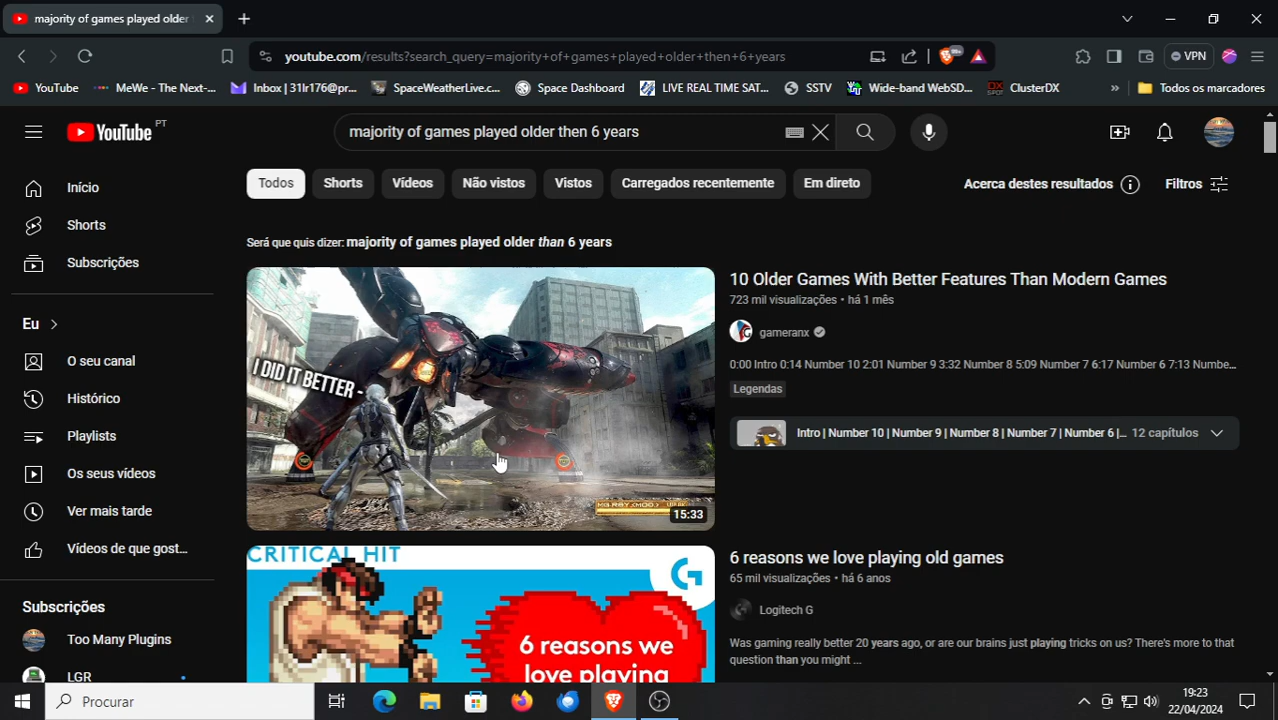 majority of games played older t
youtube.com/results?search_query=majority+of+games+played+older+then+6+years
VPN
YouTube
MeWe - The Next-...
Inbox | 31lr176@pr...
SpaceWeatherLive.c...
Space Dashboard
LIVE REAL TIME SAT...
SSTV
Wide-band WebSD...
ClusterDX
»
Todos os marcadores
YouTube PT
majority of games played older then 6 years
Todos
Shorts
Vídeos
Não vistos
Vistos
Carregados recentemente
Em direto
Acerca destes resultados
Filtros
Início
Shorts
Subscrições
Eu
O seu canal
Histórico
Playlists
Os seus vídeos
Ver mais tarde
Vídeos de que gost...
Subscrições
Too Many Plugins
LGR
Será que quis dizer: majority of games played older than 6 years
I DID IT BETTER -
15:33
10 Older Games With Better Features Than Modern Games
723 mil visualizações • há 1 mês
gameranx
0:00 Intro 0:14 Number 10 2:01 Number 9 3:32 Number 8 5:09 Number 7 6:17 Number 6 7:13 Numbe...
Legendas
Intro | Number 10 | Number 9 | Number 8 | Number 7 | Number 6 |... 12 capítulos
CRITICAL HIT
6 reasons we
love playing
6 reasons we love playing old games
65 mil visualizações • há 6 anos
Logitech G
Was gaming really better 20 years ago, or are our brains just playing tricks on us? There's more to that
question than you might ...
Procurar
19:23
22/04/2024